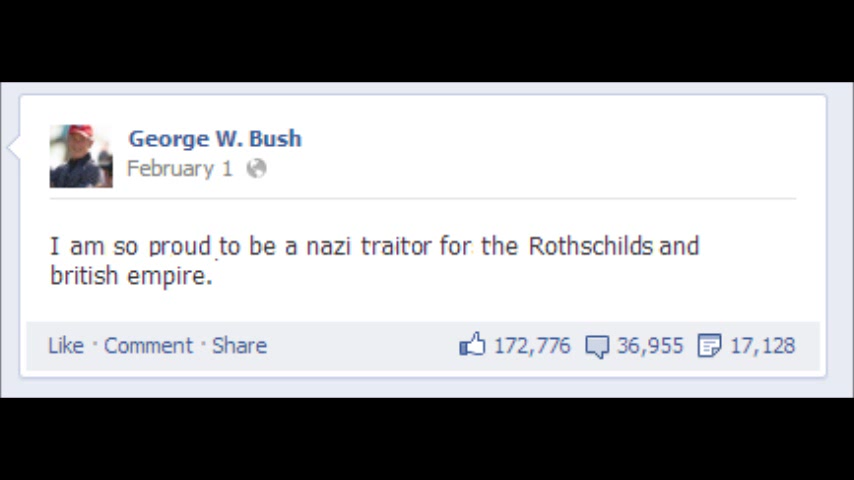 George W. Bush
February 1
I am so proud to be a nazi traitor for the Rothschilds and
british empire.
Like · Comment · Share 172,776 36,955 17,128